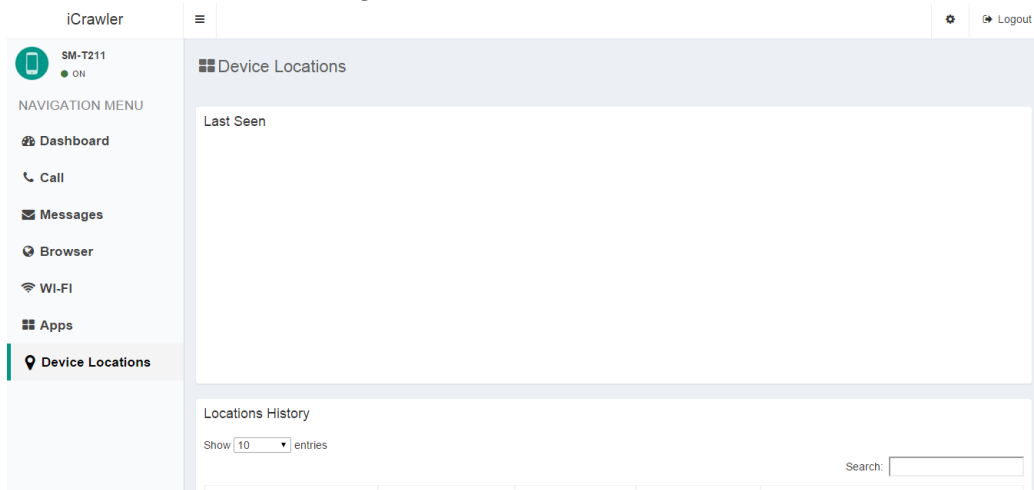 iCrawler
Logout
SM-T211
ON
NAVIGATION MENU
Dashboard
Call
Messages
Browser
WI-FI
Apps
Device Locations
Device Locations
Last Seen
Locations History
Show 10 entries
Search: